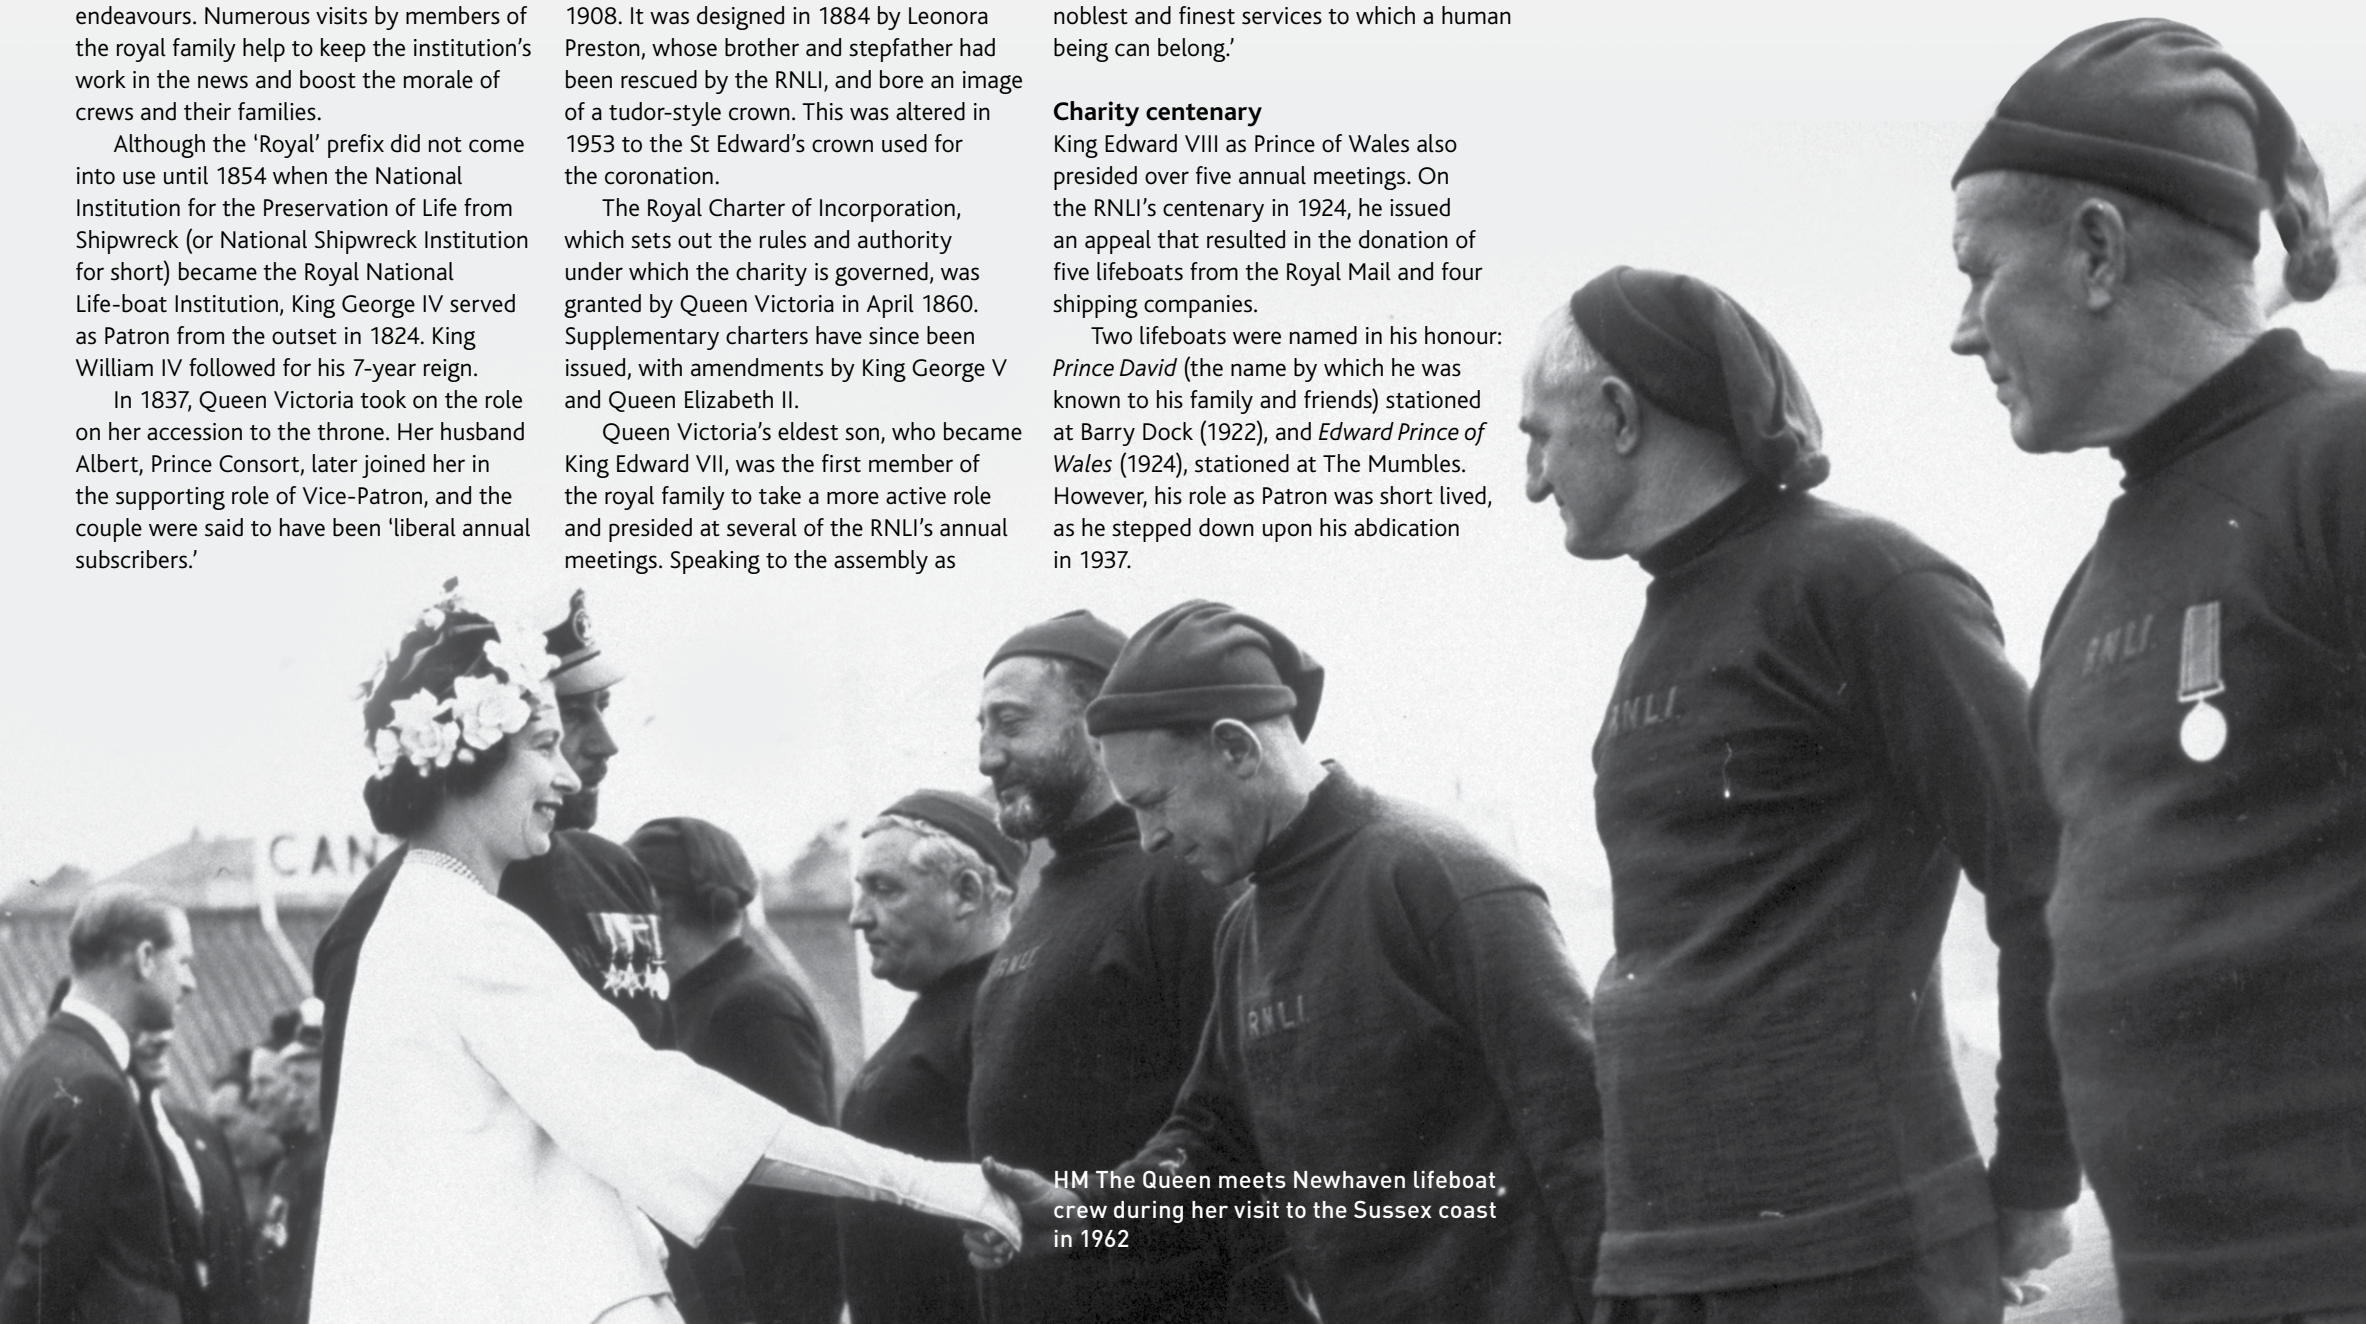 endeavours. Numerous visits by members of
the royal family help to keep the institution’s
work in the news and boost the morale of
crews and their families.
Although the ‘Royal’ prefix did not come
into use until 1854 when the National
Institution for the Preservation of Life from
Shipwreck (or National Shipwreck Institution
for short) became the Royal National
Life-boat Institution, King George IV served
as Patron from the outset in 1824. King
William IV followed for his 7-year reign.
In 1837, Queen Victoria took on the role
on her accession to the throne. Her husband
Albert, Prince Consort, later joined her in
the supporting role of Vice-Patron, and the
couple were said to have been ‘liberal annual
subscribers.’
1908. It was designed in 1884 by Leonora
Preston, whose brother and stepfather had
been rescued by the RNLI, and bore an image
of a tudor-style crown. This was altered in
1953 to the St Edward’s crown used for
the coronation.
The Royal Charter of Incorporation,
which sets out the rules and authority
under which the charity is governed, was
granted by Queen Victoria in April 1860.
Supplementary charters have since been
issued, with amendments by King George V
and Queen Elizabeth II.
Queen Victoria’s eldest son, who became
King Edward VII, was the first member of
the royal family to take a more active role
and presided at several of the RNLI’s annual
meetings. Speaking to the assembly as
noblest and finest services to which a human
being can belong.’
Charity centenary
King Edward VIII as Prince of Wales also
presided over five annual meetings. On
the RNLI’s centenary in 1924, he issued
an appeal that resulted in the donation of
five lifeboats from the Royal Mail and four
shipping companies.
Two lifeboats were named in his honour:
Prince David (the name by which he was
known to his family and friends) stationed
at Barry Dock (1922), and Edward Prince of
Wales (1924), stationed at The Mumbles.
However, his role as Patron was short lived,
as he stepped down upon his abdication
in 1937.
CAN
RNLI
R.N.L.I.
RNLI.
RNLI.
HM The Queen meets Newhaven lifeboat
crew during her visit to the Sussex coast
in 1962